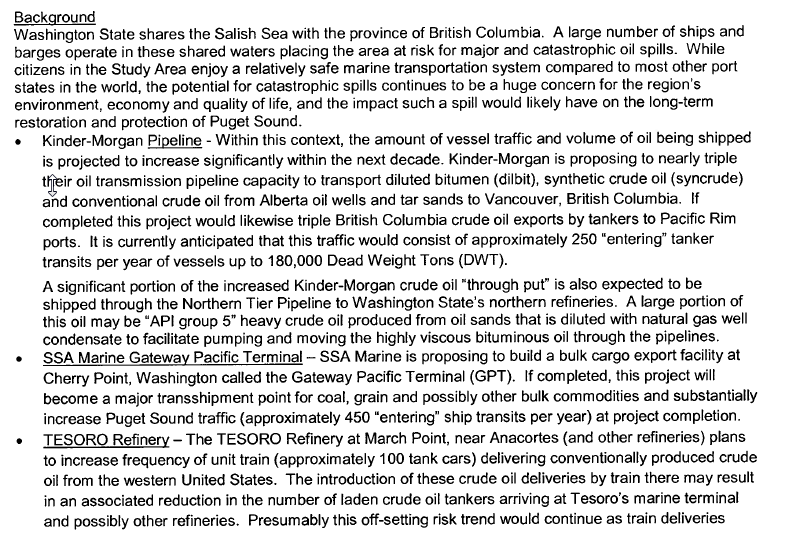 Background
Washington State shares the Salish Sea with the province of British Columbia.  A large number of ships and
barges operate in these shared waters placing the area at risk for major and catastrophic oil spills.  While
citizens in the Study Area enjoy a relatively safe marine transportation system compared to most other port
states in the world, the potential for catastrophic spills continues to be a huge concern for the region's
environment, economy and quality of life, and the impact such a spill would likely have on the long-term
restoration and protection of Puget Sound.
• Kinder-Morgan Pipeline - Within this context, the amount of vessel traffic and volume of oil being shipped
is projected to increase significantly within the next decade. Kinder-Morgan is proposing to nearly triple
their oil transmission pipeline capacity to transport diluted bitumen (dilbit), synthetic crude oil (syncrude)
and conventional crude oil from Alberta oil wells and tar sands to Vancouver, British Columbia.  If
completed this project would likewise triple British Columbia crude oil exports by tankers to Pacific Rim
ports.  It is currently anticipated that this traffic would consist of approximately 250 "entering" tanker
transits per year of vessels up to 180,000 Dead Weight Tons (DWT).
A significant portion of the increased Kinder-Morgan crude oil "through put" is also expected to be
shipped through the Northern Tier Pipeline to Washington State's northern refineries.  A large portion of
this oil may be "API group 5" heavy crude oil produced from oil sands that is diluted with natural gas well
condensate to facilitate pumping and moving the highly viscous bituminous oil through the pipelines.
• SSA Marine Gateway Pacific Terminal – SSA Marine is proposing to build a bulk cargo export facility at
Cherry Point, Washington called the Gateway Pacific Terminal (GPT).  If completed, this project will
become a major transshipment point for coal, grain and possibly other bulk commodities and substantially
increase Puget Sound traffic (approximately 450 "entering" ship transits per year) at project completion.
• TESORO Refinery – The TESORO Refinery at March Point, near Anacortes (and other refineries) plans
to increase frequency of unit train (approximately 100 tank cars) delivering conventionally produced crude
oil from the western United States.  The introduction of these crude oil deliveries by train there may result
in an associated reduction in the number of laden crude oil tankers arriving at Tesoro's marine terminal
and possibly other refineries.  Presumably this off-setting risk trend would continue as train deliveries